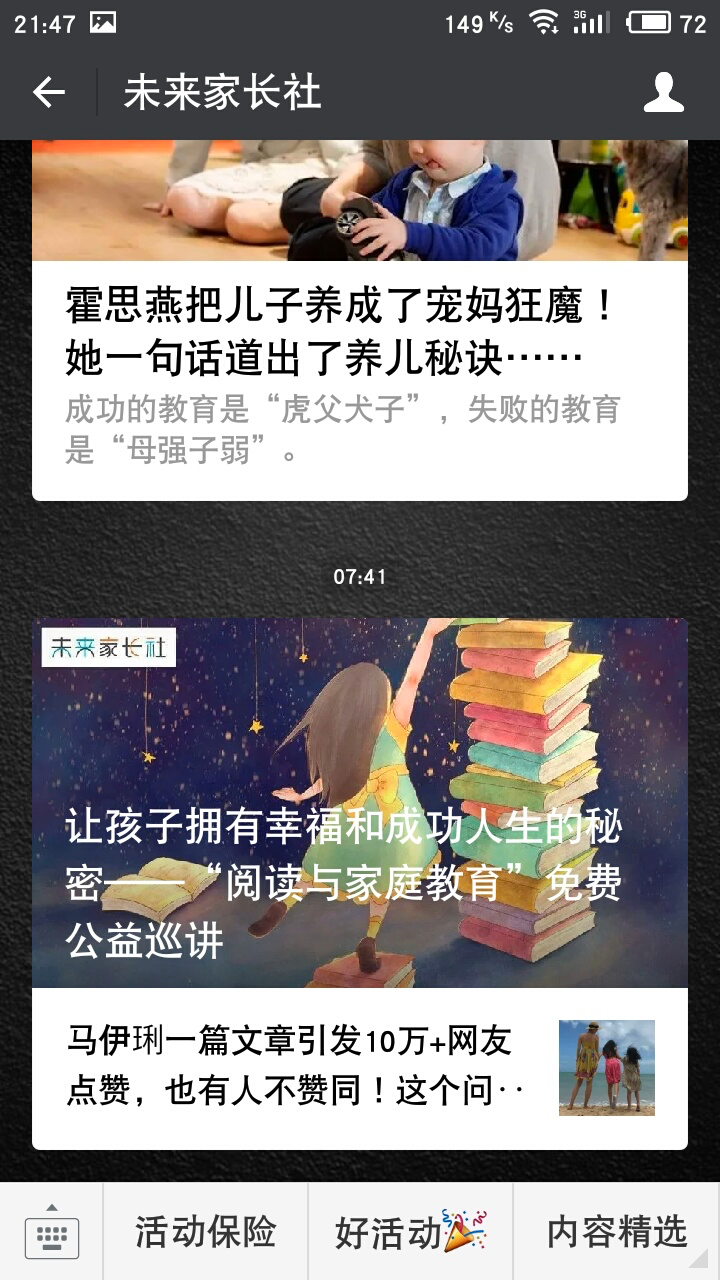 21:47 149 K/s 3G 72
未来家长社
霍思燕把儿子养成了宠妈狂魔！
她一句话道出了养儿秘诀……
成功的教育是“虎父犬子”，失败的教育
是“母强子弱”。
07:41
未来家长社
让孩子拥有幸福和成功人生的秘
密——“阅读与家庭教育”免费
公益巡讲
马伊琍一篇文章引发10万+网友
点赞，也有人不赞同！这个问··
活动保险 好活动🎉 内容精选